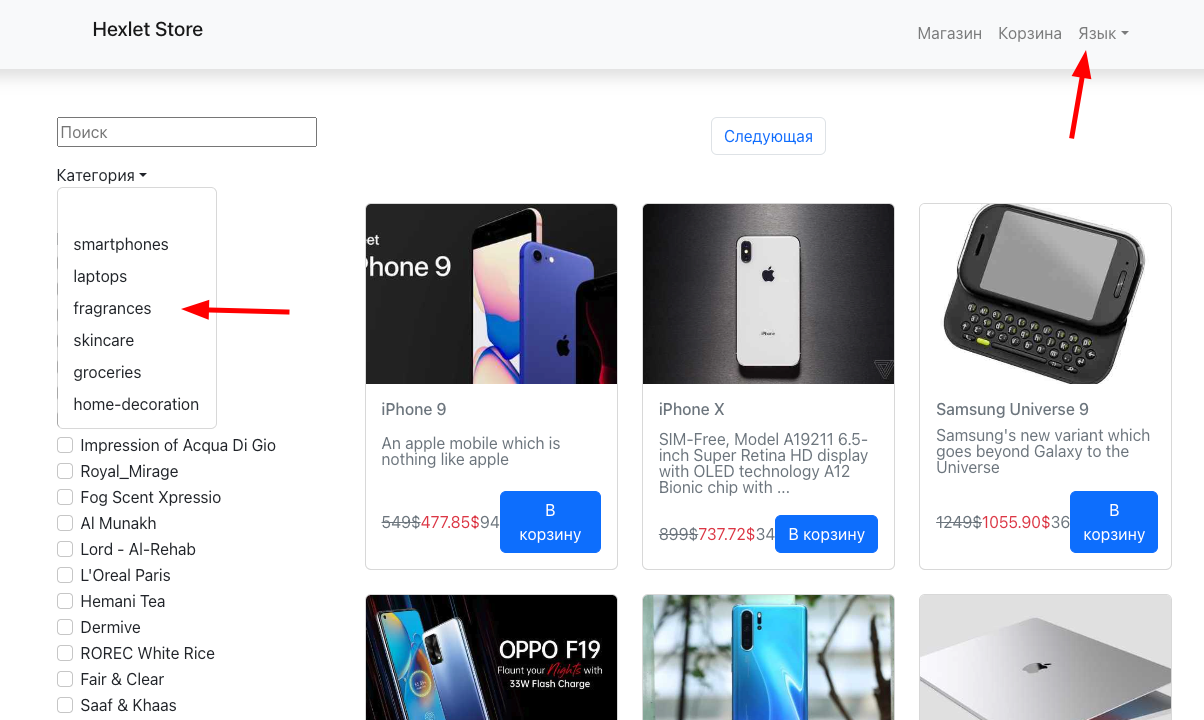 Hexlet Store
Магазин Корзина Язык
Поиск
Следующая
Категория
smartphones
laptops
fragrances
skincare
groceries
home-decoration
Impression of Acqua Di Gio
Royal_Mirage
Fog Scent Xpressio
Al Munakh
Lord - Al-Rehab
L'Oreal Paris
Hemani Tea
Dermive
ROREC White Rice
Fair & Clear
Saaf & Khaas
iPhone 9
An apple mobile which is
nothing like apple
549$477.85$94
В
корзину
iPhone
iPhone X
SIM-Free, Model A19211 6.5-
inch Super Retina HD display
with OLED technology A12
Bionic chip with ...
899$737.72$34
В корзину
Samsung Universe 9
Samsung's new variant which
goes beyond Galaxy to the
Universe
1249$1055.90$36
В
корзину
OPPO F19
Flaunt your Nights with
33W Flash Charge